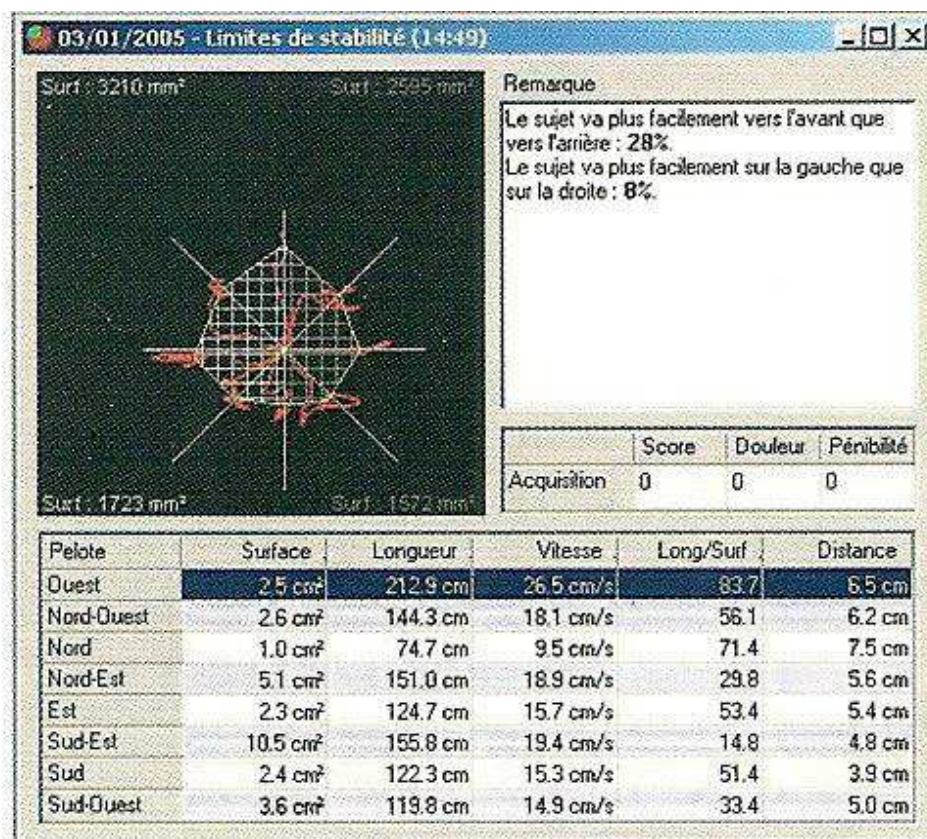 03/01/2005 - Limites de stabilité (14:49)
Surf : 3210 mm² Surf : 2595 mm²
Remarque
Le sujet va plus facilement vers l'avant que
vers l'arrière : 28%.
Le sujet va plus facilement sur la gauche que
sur la droite : 8%.
Score Douleur Pénibilité
Acquisition 0 0 0
Surf : 1723 mm² Surf : 1572 mm²
Pelote Surface Longueur Vitesse Long/Surf Distance
Ouest 2.5 cm² 212.9 cm 26.5 cm/s 83.7 6.5 cm
Nord-Ouest 2.6 cm² 144.3 cm 18.1 cm/s 56.1 6.2 cm
Nord 1.0 cm² 74.7 cm 9.5 cm/s 71.4 7.5 cm
Nord-Est 5.1 cm² 151.0 cm 18.9 cm/s 29.8 5.6 cm
Est 2.3 cm² 124.7 cm 15.7 cm/s 53.4 5.4 cm
Sud-Est 10.5 cm² 155.8 cm 19.4 cm/s 14.8 4.8 cm
Sud 2.4 cm² 122.3 cm 15.3 cm/s 51.4 3.9 cm
Sud-Ouest 3.6 cm² 119.8 cm 14.9 cm/s 33.4 5.0 cm